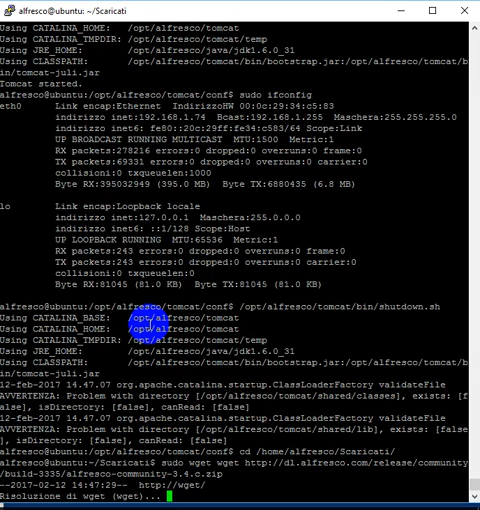 alfresco@ubuntu: ~/Scaricati
Using CATALINA_HOME:   /opt/alfresco/tomcat
Using CATALINA_TMPDIR: /opt/alfresco/tomcat/temp
Using JRE_HOME:        /opt/alfresco/java/jdk1.6.0_31
Using CLASSPATH:       /opt/alfresco/tomcat/bin/bootstrap.jar:/opt/alfresco/tomcat/b
in/tomcat-juli.jar
Tomcat started.
alfresco@ubuntu:/opt/alfresco/tomcat/conf$ sudo ifconfig
eth0      Link encap:Ethernet  IndirizzoHW 00:0c:29:34:c5:83
          indirizzo inet:192.168.1.74  Bcast:192.168.1.255  Maschera:255.255.255.0
          indirizzo inet6: fe80::20c:29ff:fe34:c583/64 Scope:Link
          UP BROADCAST RUNNING MULTICAST  MTU:1500  Metric:1
          RX packets:278216 errors:0 dropped:0 overruns:0 frame:0
          TX packets:69331 errors:0 dropped:0 overruns:0 carrier:0
          collisioni:0 txqueuelen:1000
          Byte RX:395032949 (395.0 MB)  Byte TX:6880435 (6.8 MB)
lo        Link encap:Loopback locale
          indirizzo inet:127.0.0.1  Maschera:255.0.0.0
          indirizzo inet6: ::1/128 Scope:Host
          UP LOOPBACK RUNNING  MTU:65536  Metric:1
          RX packets:243 errors:0 dropped:0 overruns:0 frame:0
          TX packets:243 errors:0 dropped:0 overruns:0 carrier:0
          collisioni:0 txqueuelen:0
          Byte RX:81045 (81.0 KB)  Byte TX:81045 (81.0 KB)
alfresco@ubuntu:/opt/alfresco/tomcat/conf$ /opt/alfresco/tomcat/bin/shutdown.sh
Using CATALINA_BASE:   /opt/alfresco/tomcat
Using CATALINA_HOME:   /opt/alfresco/tomcat
Using CATALINA_TMPDIR: /opt/alfresco/tomcat/temp
Using JRE_HOME:        /opt/alfresco/java/jdk1.6.0_31
Using CLASSPATH:       /opt/alfresco/tomcat/bin/bootstrap.jar:/opt/alfresco/tomcat/b
in/tomcat-juli.jar
12-feb-2017 14.47.07 org.apache.catalina.startup.ClassLoaderFactory validateFile
AVVERTENZA: Problem with directory [/opt/alfresco/tomcat/shared/classes], exists: [f
alse], isDirectory: [false], canRead: [false]
12-feb-2017 14.47.07 org.apache.catalina.startup.ClassLoaderFactory validateFile
AVVERTENZA: Problem with directory [/opt/alfresco/tomcat/shared/lib], exists: [false
], isDirectory: [false], canRead: [false]
alfresco@ubuntu:/opt/alfresco/tomcat/conf$ cd /home/alfresco/Scaricati/
alfresco@ubuntu:~/Scaricati$ sudo wget wget http://dl.alfresco.com/release/community
/build-3335/alfresco-community-3.4.c.zip
--2017-02-12 14:47:29--  http://wget/
Risoluzione di wget (wget)...